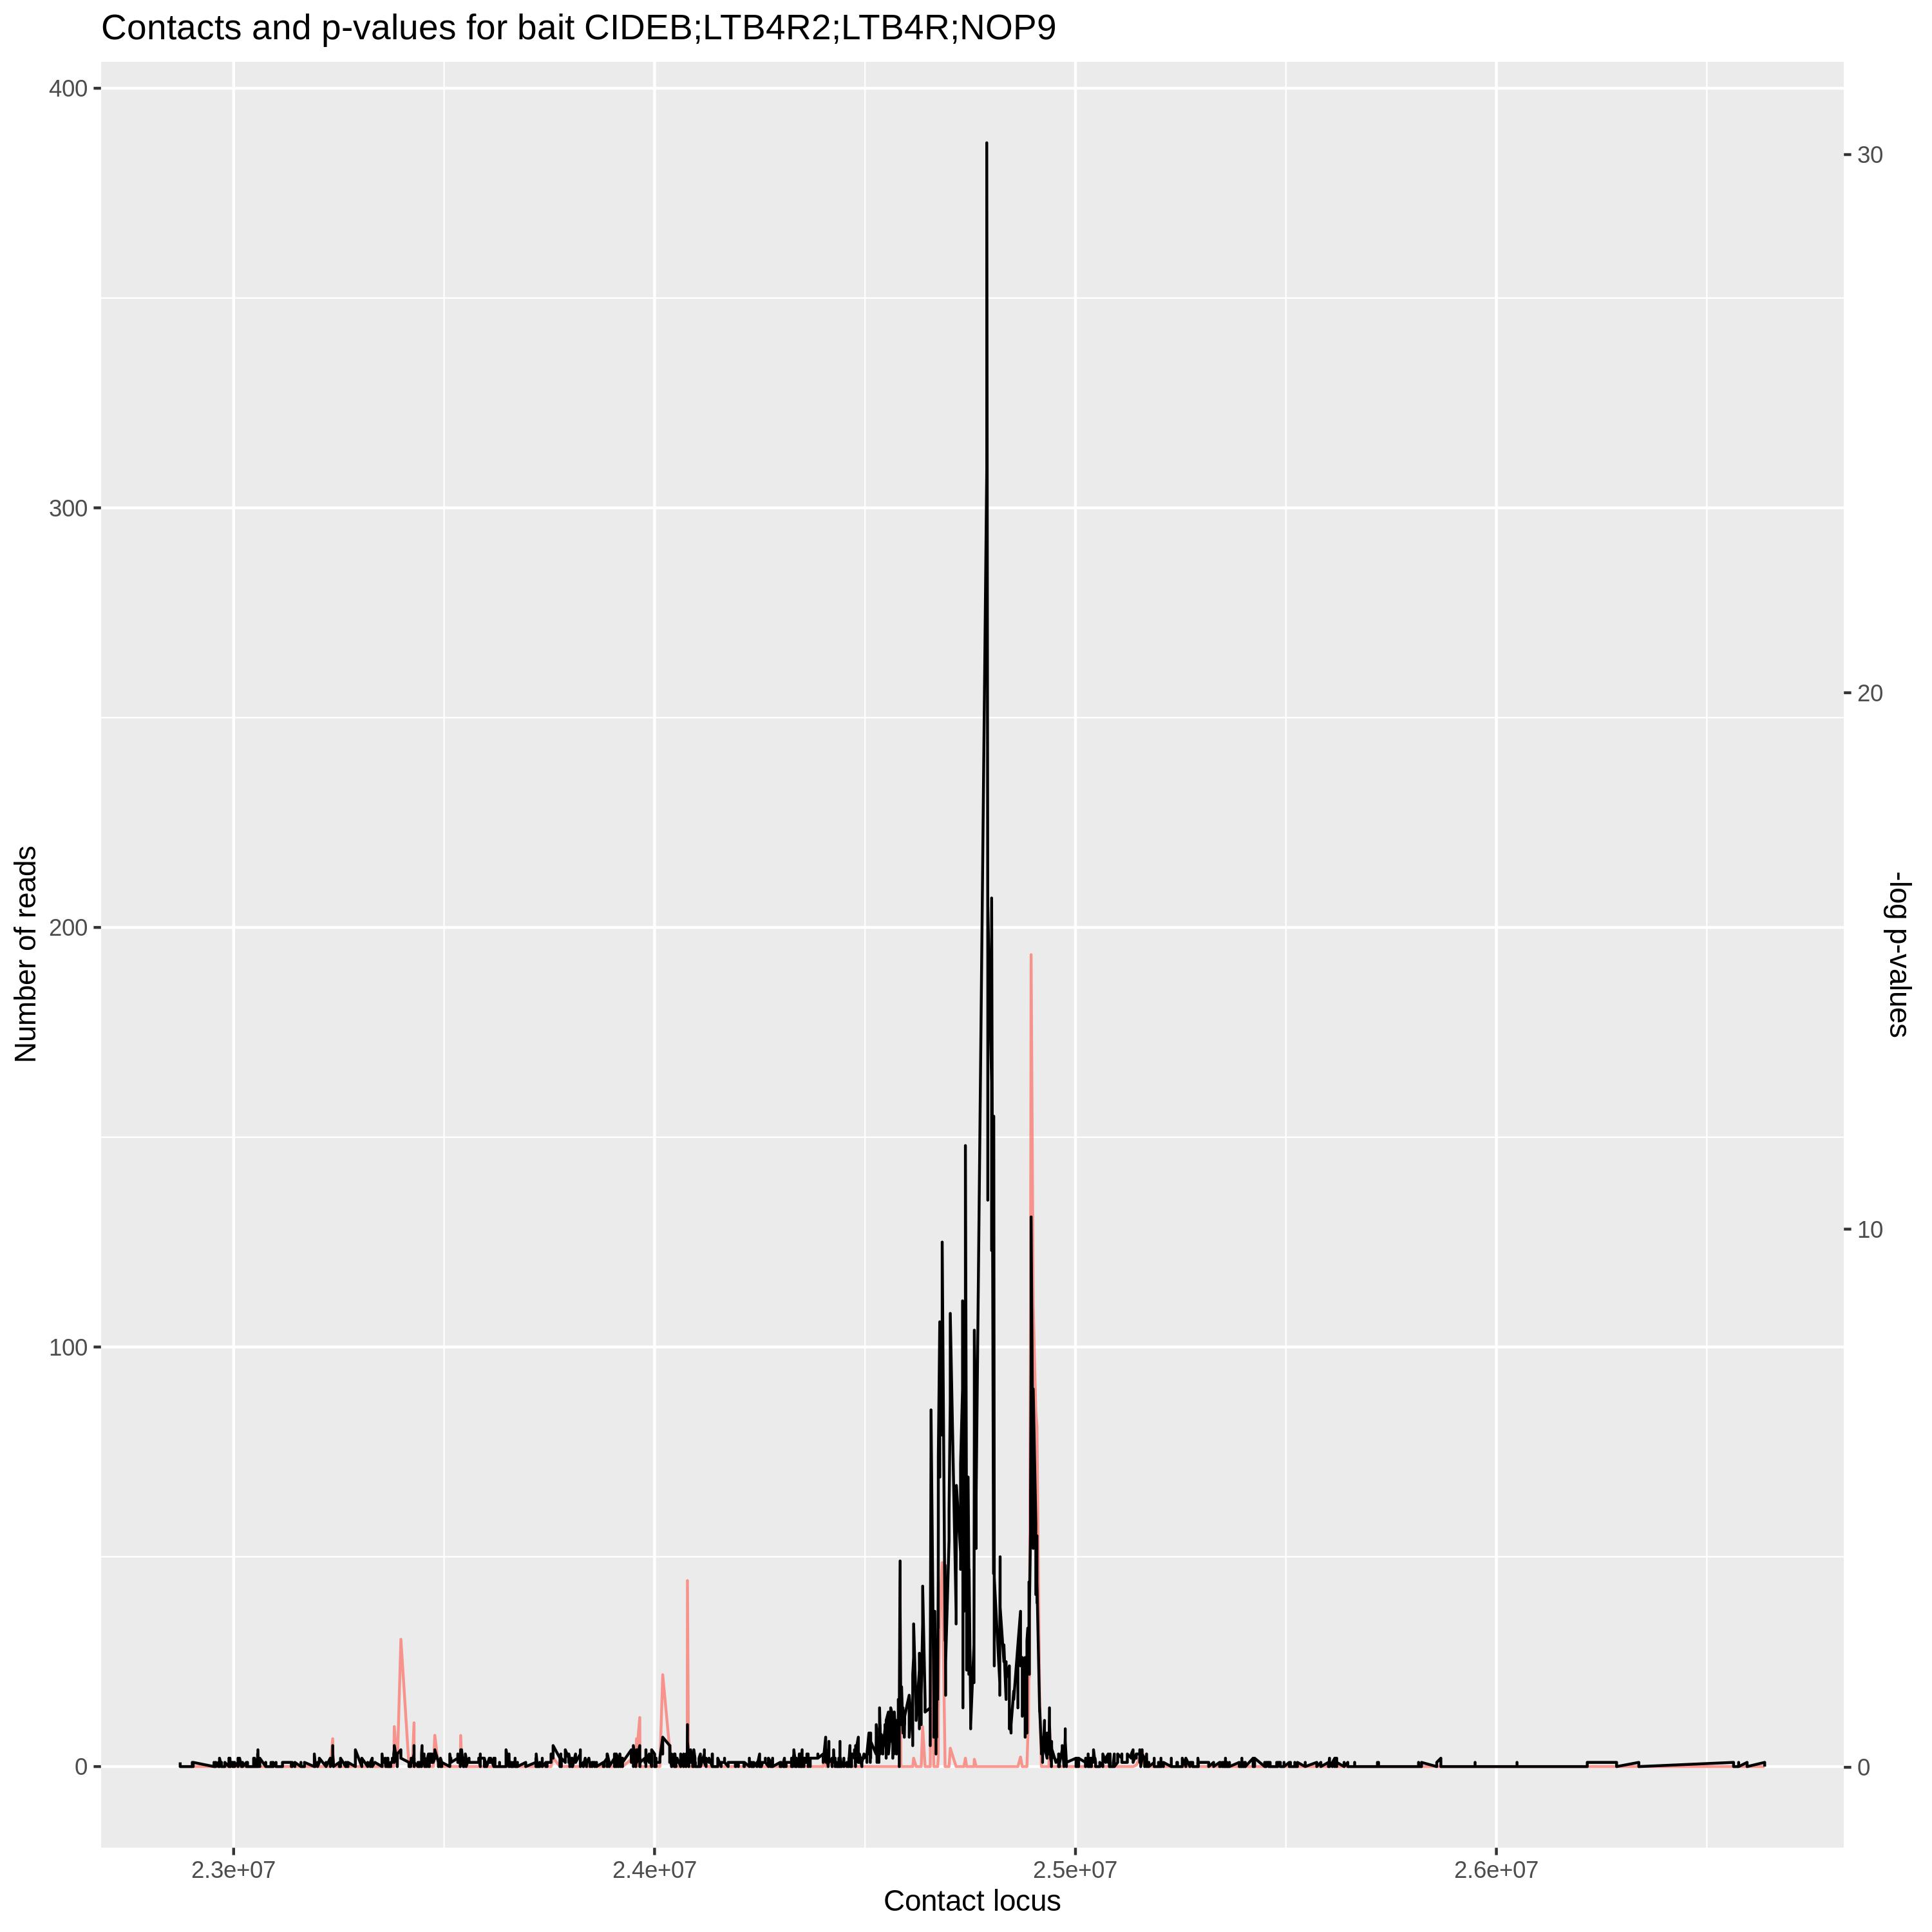 Contacts and p-values for bait CIDEB;LTB4R2;LTB4R;NOP9
400
300
200
100
0
Number of reads
30
20
10
0
-log p-values
2.3e+07
2.4e+07
2.5e+07
2.6e+07
Contact locus